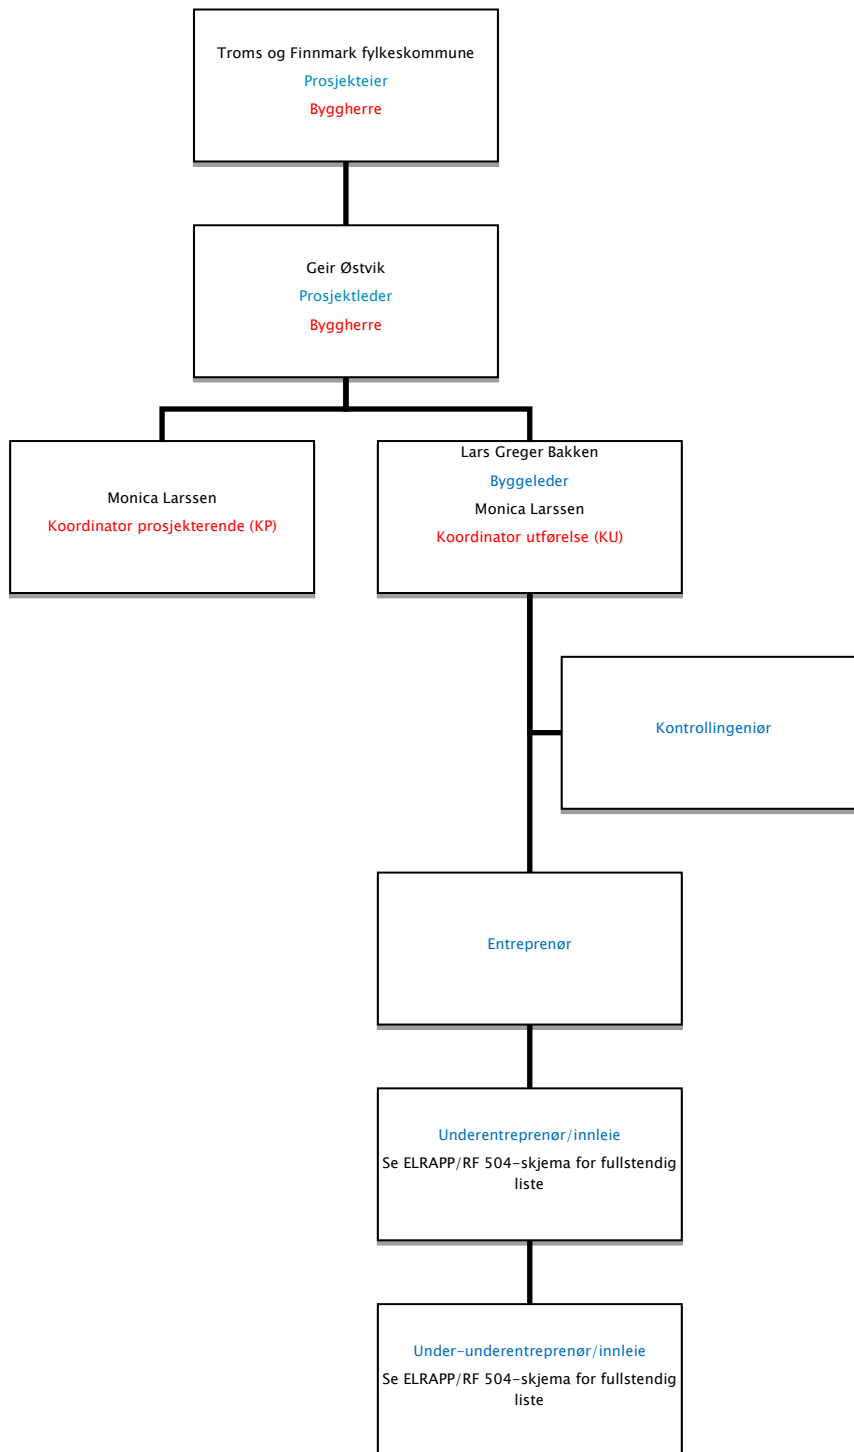 Troms og Finnmark fylkeskommune
Prosjekteier
Byggherre
Geir Østvik
Prosjektleder
Byggherre
Monica Larssen
Koordinator prosjekterende (KP)
Lars Greger Bakken
Byggeleder
Monica Larssen
Koordinator utførelse (KU)
Kontrollingeniør
Entreprenør
Underentreprenør/innleie
Se ELRAPP/RF 504-skjema for fullstendig
liste
Under-underentreprenør/innleie
Se ELRAPP/RF 504-skjema for fullstendig
liste